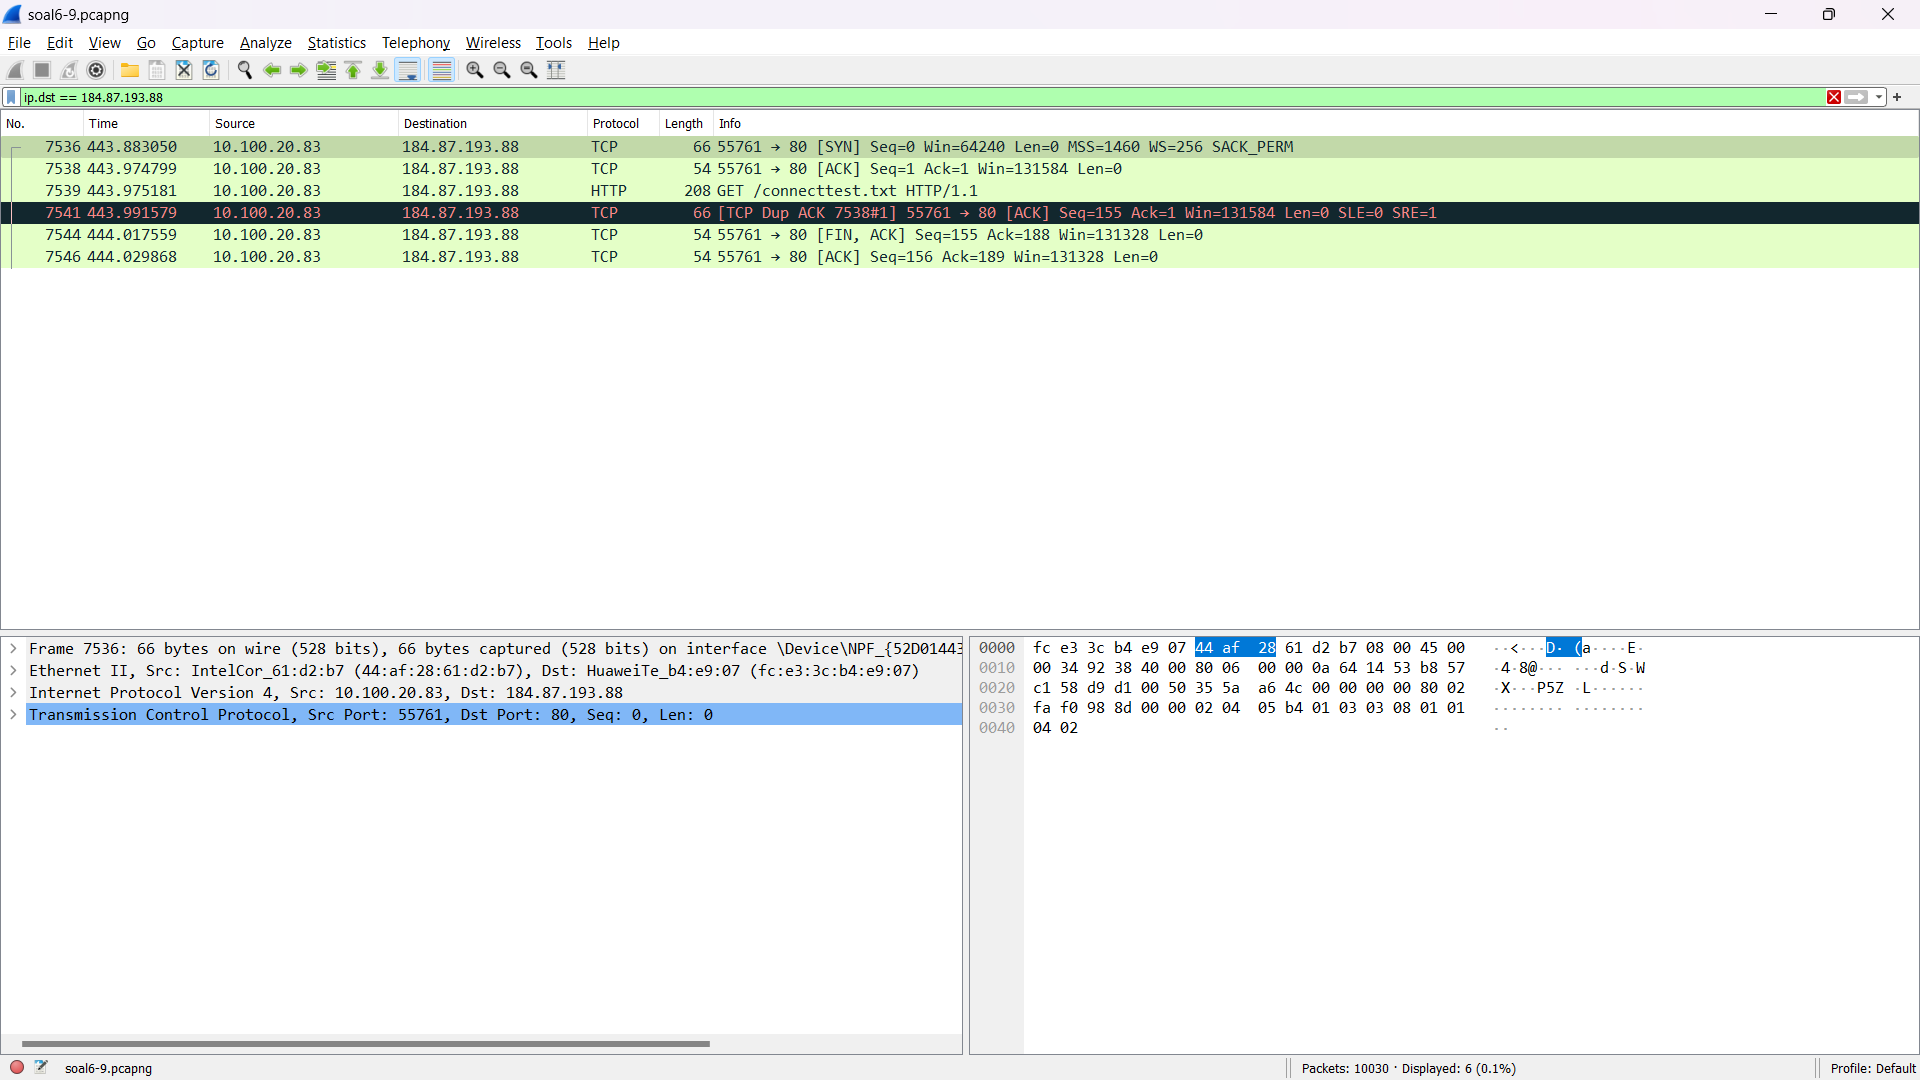 soal6-9.pcapng
File Edit View Go Capture Analyze Statistics Telephony Wireless Tools Help
ip.dst == 184.87.193.88
No. Time Source Destination Protocol Length Info
7536 443.883050 10.100.20.83 184.87.193.88 TCP 66 55761 → 80 [SYN] Seq=0 Win=64240 Len=0 MSS=1460 WS=256 SACK_PERM
7538 443.974799 10.100.20.83 184.87.193.88 TCP 54 55761 → 80 [ACK] Seq=1 Ack=1 Win=131584 Len=0
7539 443.975181 10.100.20.83 184.87.193.88 HTTP 208 GET /connecttest.txt HTTP/1.1
7541 443.991579 10.100.20.83 184.87.193.88 TCP 66 [TCP Dup ACK 7538#1] 55761 → 80 [ACK] Seq=155 Ack=1 Win=131584 Len=0 SLE=0 SRE=1
7544 444.017559 10.100.20.83 184.87.193.88 TCP 54 55761 → 80 [FIN, ACK] Seq=155 Ack=188 Win=131328 Len=0
7546 444.029868 10.100.20.83 184.87.193.88 TCP 54 55761 → 80 [ACK] Seq=156 Ack=189 Win=131328 Len=0
Frame 7536: 66 bytes on wire (528 bits), 66 bytes captured (528 bits) on interface \Device\NPF_{52D01443
Ethernet II, Src: IntelCor_61:d2:b7 (44:af:28:61:d2:b7), Dst: HuaweiTe_b4:e9:07 (fc:e3:3c:b4:e9:07)
Internet Protocol Version 4, Src: 10.100.20.83, Dst: 184.87.193.88
Transmission Control Protocol, Src Port: 55761, Dst Port: 80, Seq: 0, Len: 0
0000 fc e3 3c b4 e9 07 44 af 28 61 d2 b7 08 00 45 00 ··<···D· (a····E·
0010 00 34 92 38 40 00 80 06 00 00 0a 64 14 53 b8 57 ·4·8@··· ···d·S·W
0020 c1 58 d9 d1 00 50 35 5a a6 4c 00 00 00 00 80 02 ·X···P5Z ·L······
0030 fa f0 98 8d 00 00 02 04 05 b4 01 03 03 08 01 01 ········ ········
0040 04 02 ··
soal6-9.pcapng
Packets: 10030 · Displayed: 6 (0.1%)
Profile: Default